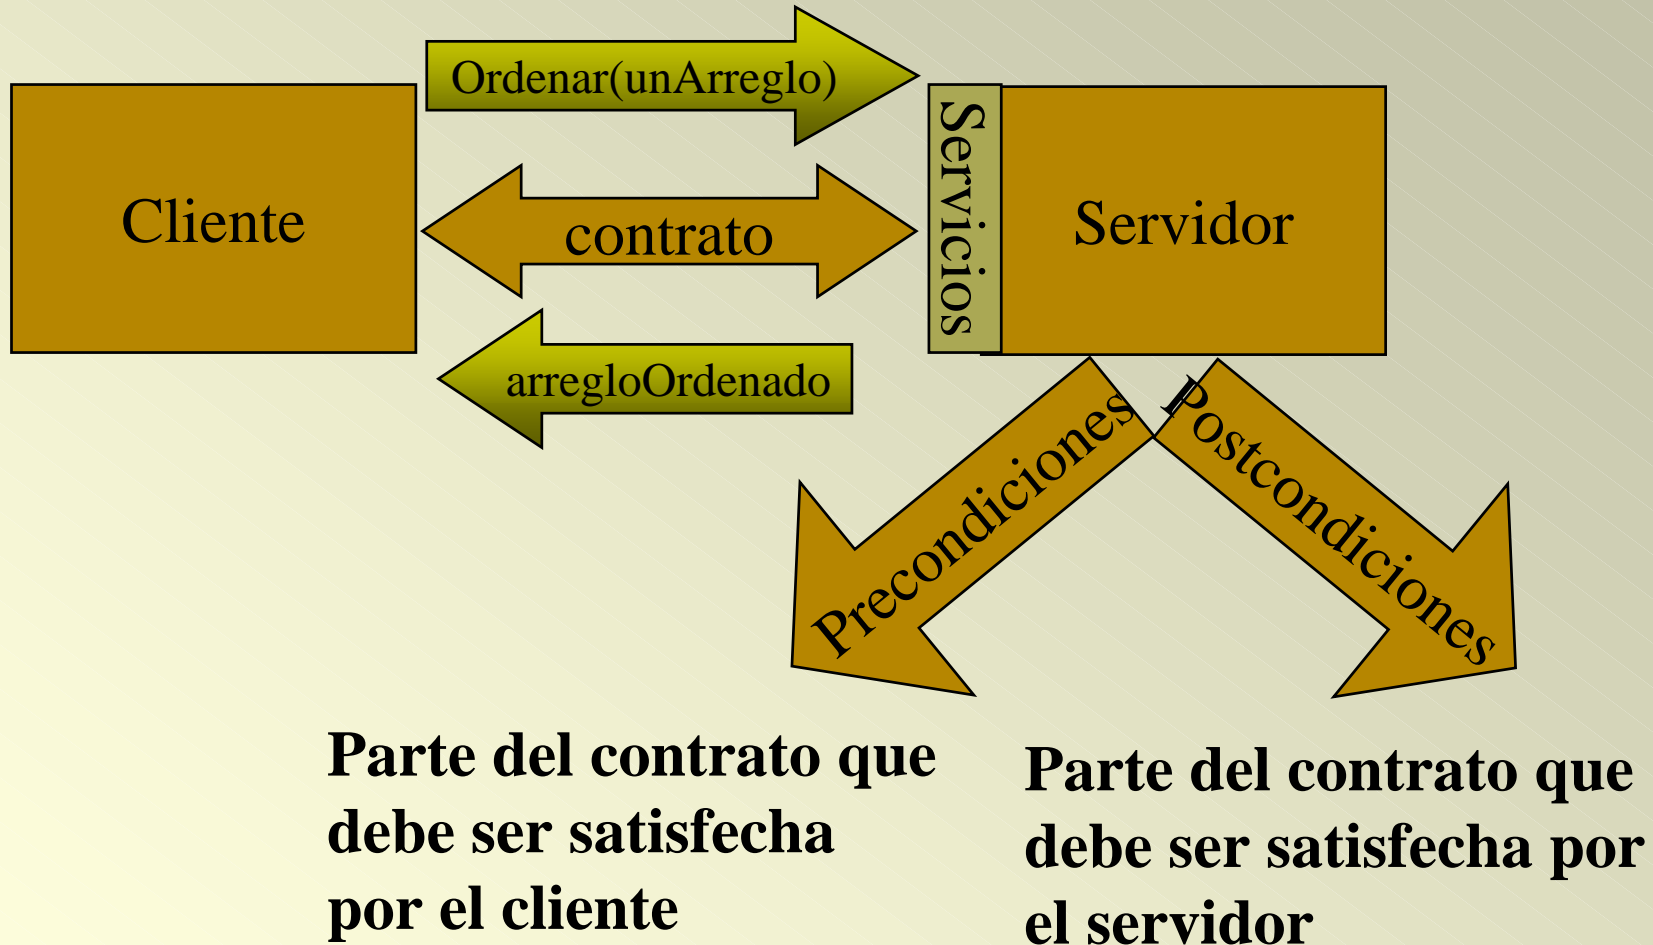 Ordenar(unArreglo)
Cliente
contrato
Servicios
Servidor
arregloOrdenado
Precondiciones
Postcondiciones
Parte del contrato que
debe ser satisfecha
por el cliente
Parte del contrato que
debe ser satisfecha por
el servidor